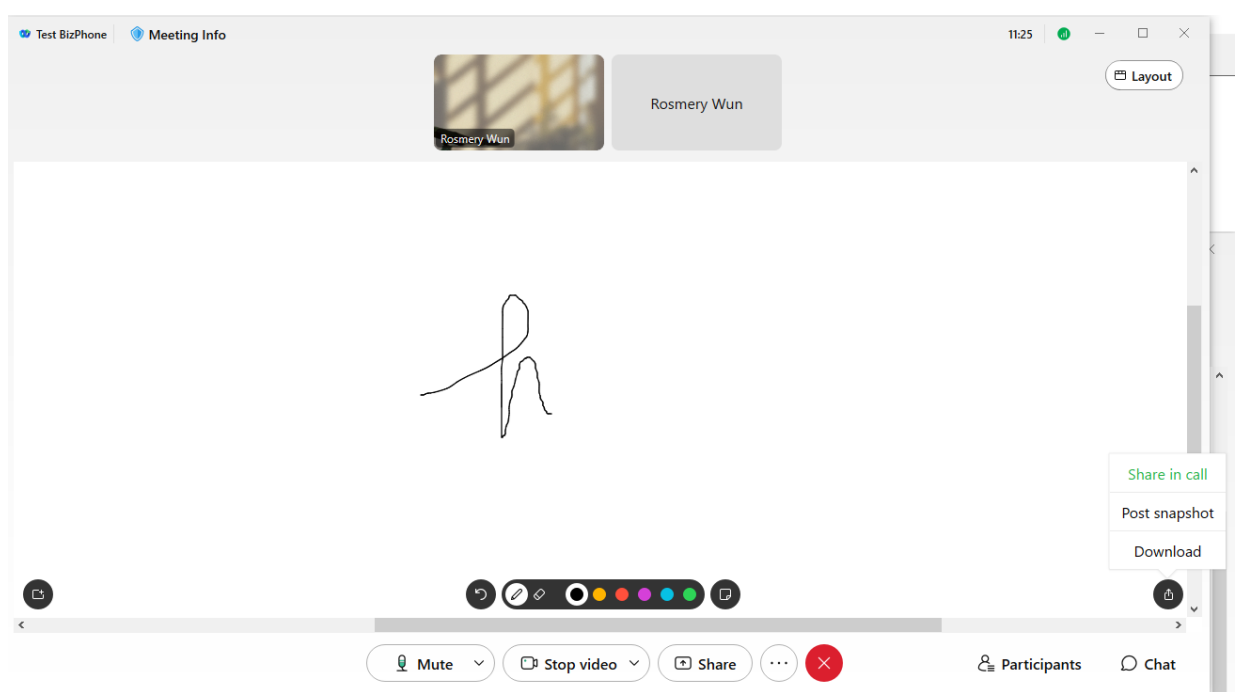 Test BizPhone Meeting Info 11:25
Layout
Rosmery Wun
Rosmery Wun
h
Share in call
Post snapshot
Download
Mute Stop video Share Participants Chat